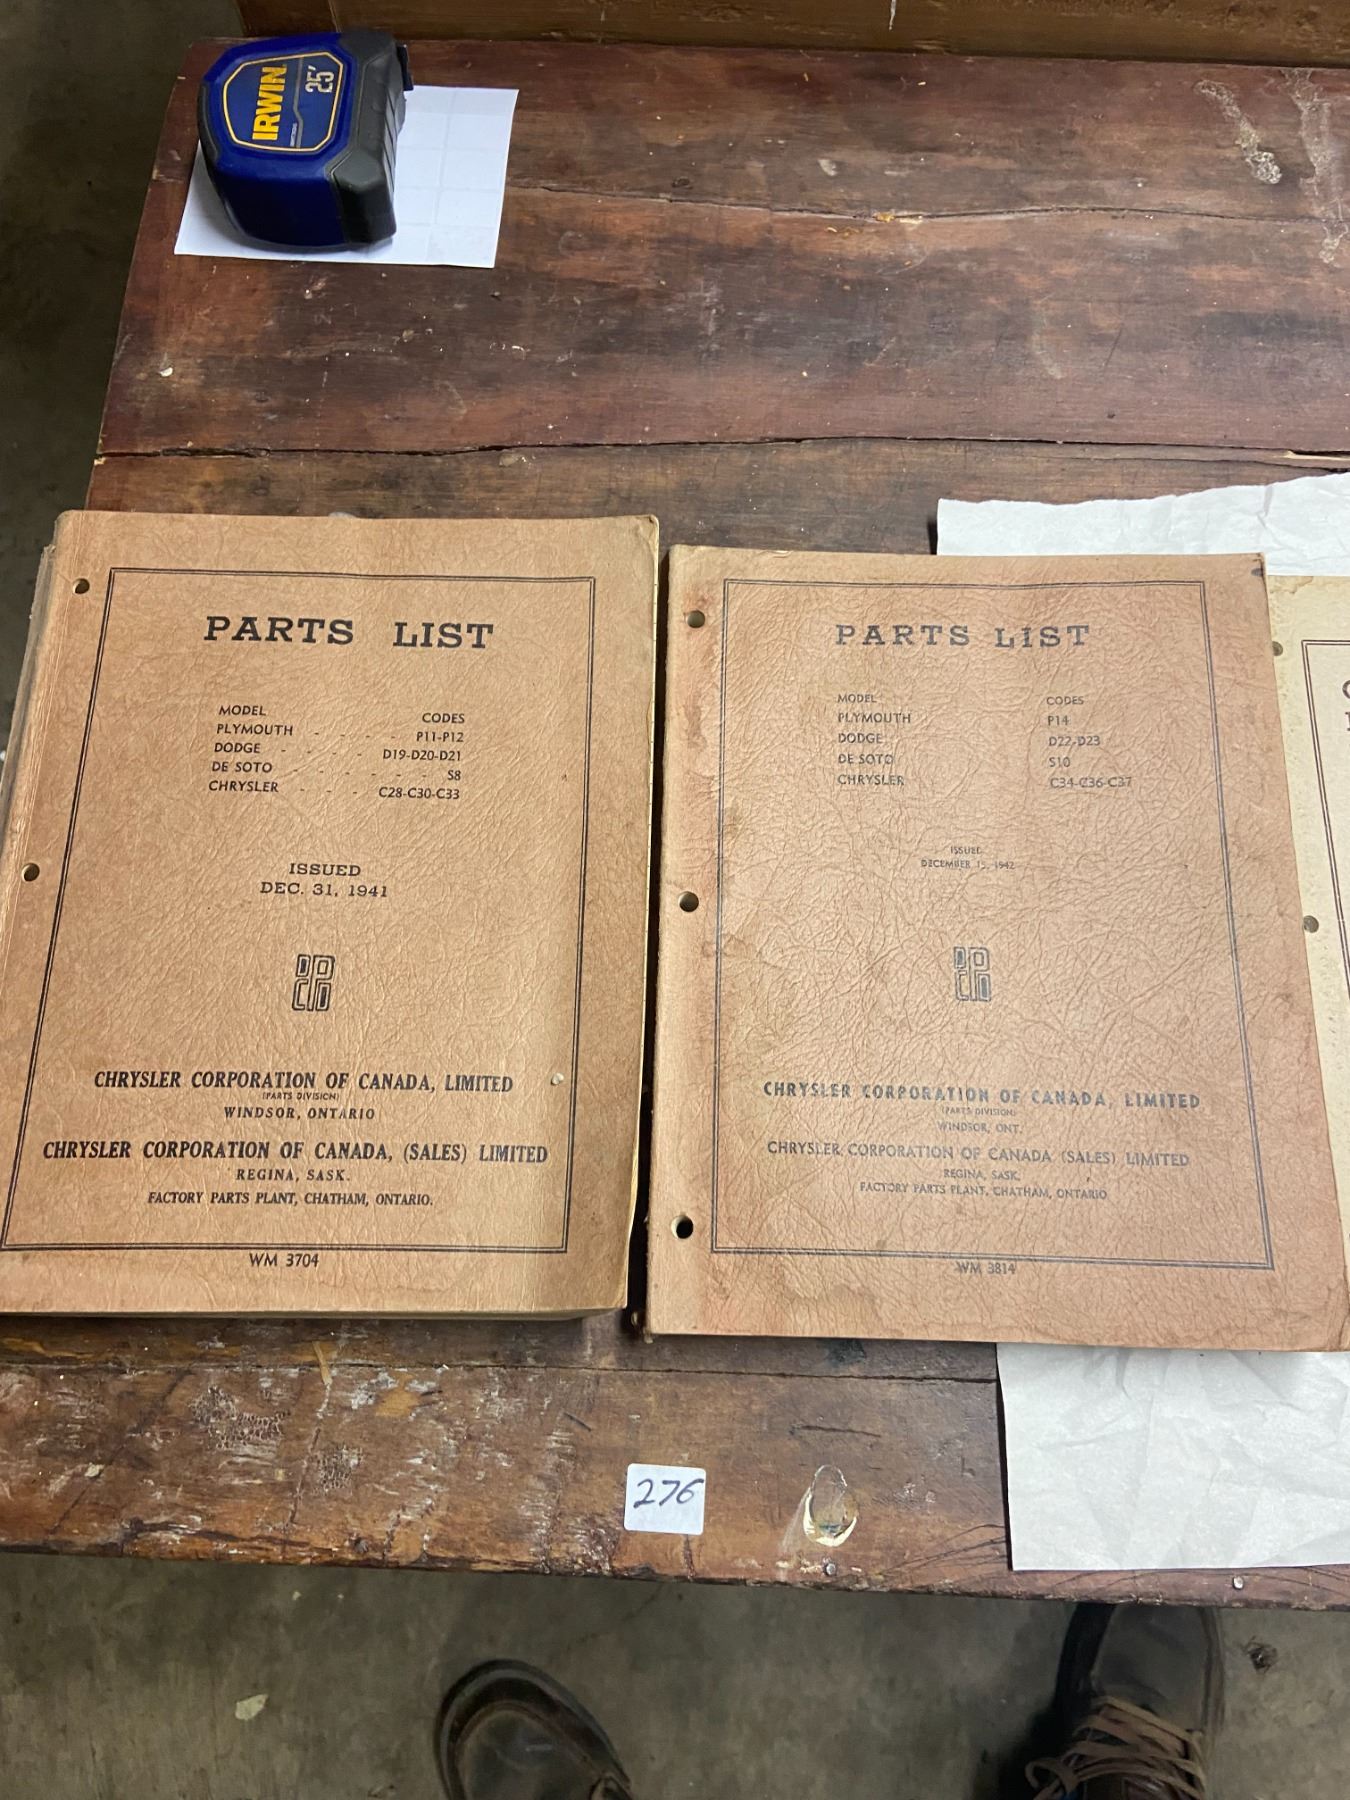 IRWIN
25'
PARTS LIST
MODEL CODES
PLYMOUTH - - - - P11-P12
DODGE - - - - D19-D20-D21
DE SOTO - - - - - - S8
CHRYSLER - - - C28-C30-C33
ISSUED
DEC. 31, 1941
DPCD
CHRYSLER CORPORATION OF CANADA, LIMITED
(PARTS DIVISION)
WINDSOR, ONTARIO
CHRYSLER CORPORATION OF CANADA, (SALES) LIMITED
REGINA, SASK.
FACTORY PARTS PLANT, CHATHAM, ONTARIO.
WM 3704
PARTS LIST
MODEL CODES
PLYMOUTH P14
DODGE D22-D23
DE SOTO S10
CHRYSLER C34-C36-C37
ISSUED
DECEMBER 15, 1942
DPCD
CHRYSLER CORPORATION OF CANADA, LIMITED
(PARTS DIVISION)
WINDSOR, ONT.
CHRYSLER CORPORATION OF CANADA (SALES) LIMITED
REGINA, SASK.
FACTORY PARTS PLANT, CHATHAM, ONTARIO
WM 3814
276